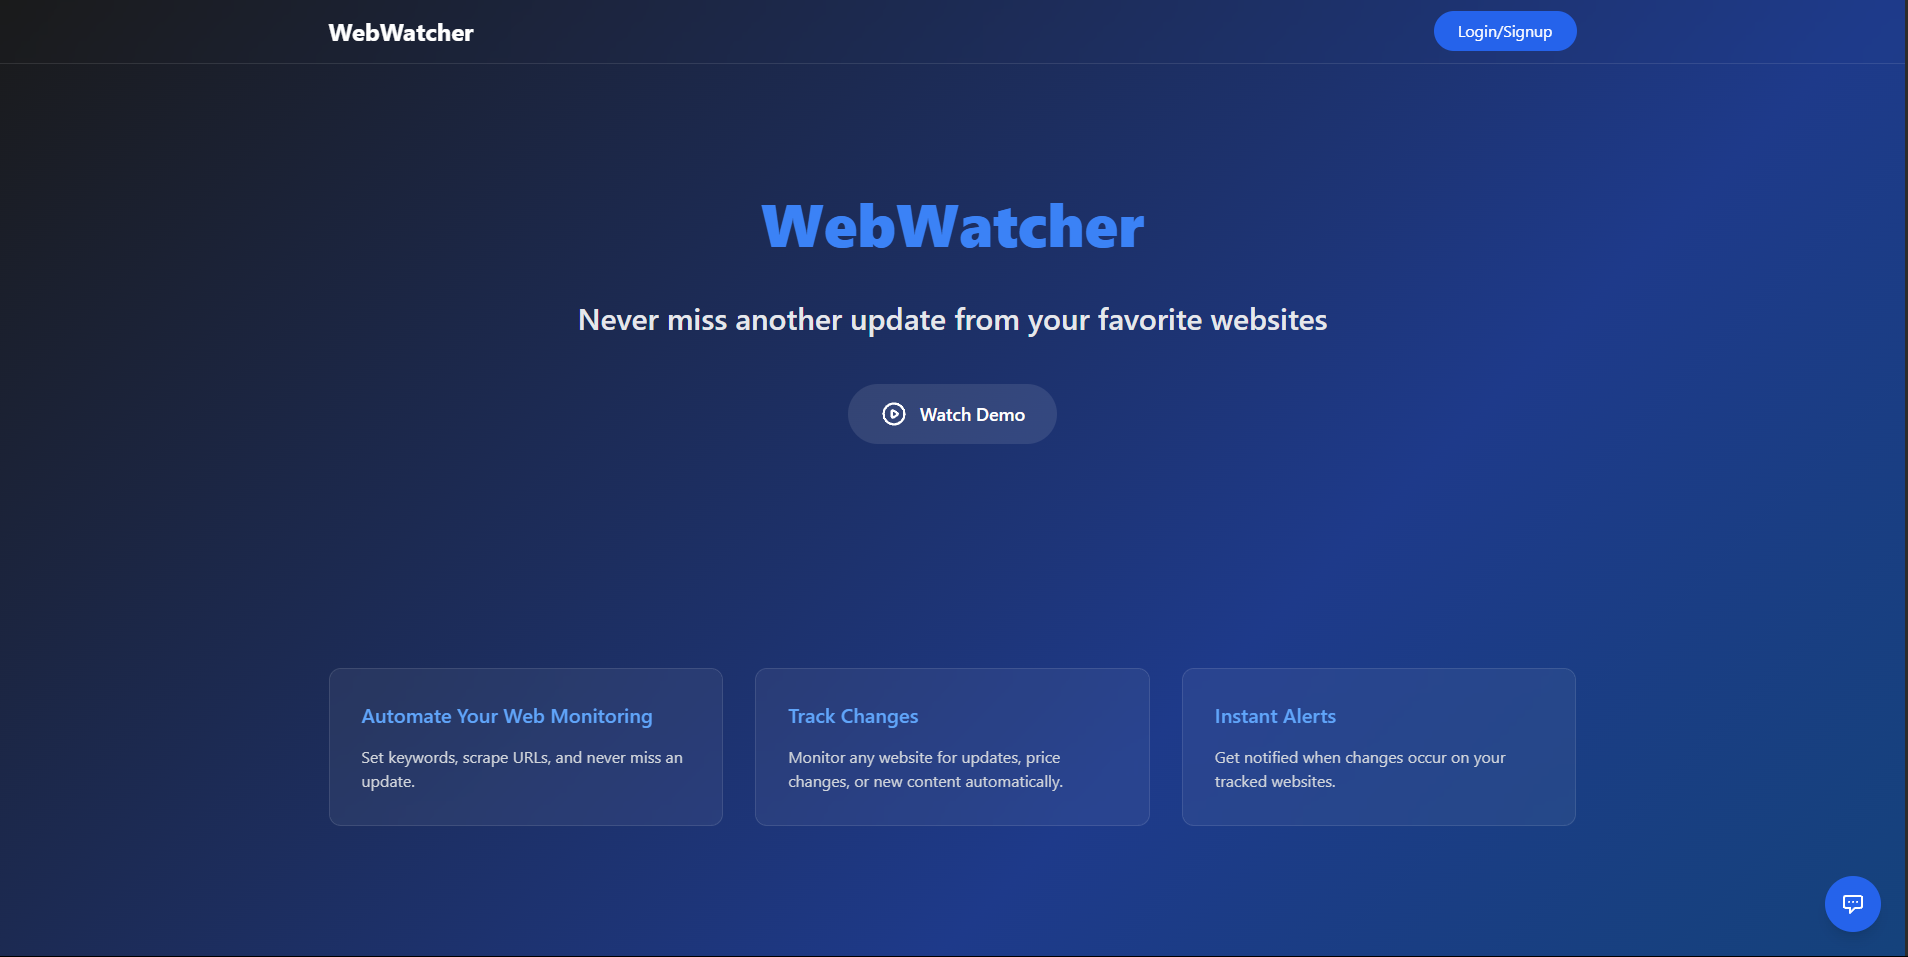 WebWatcher
Login/Signup
WebWatcher
Never miss another update from your favorite websites
Watch Demo
Automate Your Web Monitoring
Set keywords, scrape URLs, and never miss an
update.
Track Changes
Monitor any website for updates, price
changes, or new content automatically.
Instant Alerts
Get notified when changes occur on your
tracked websites.